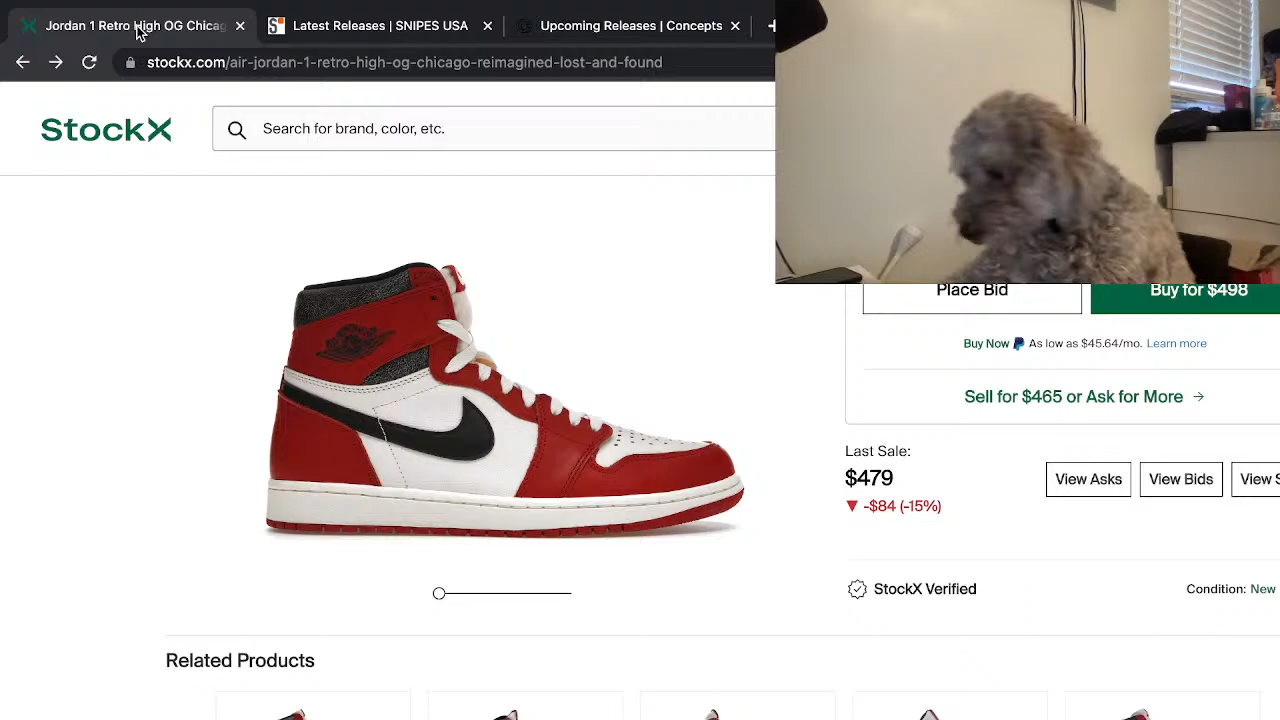 Jordan 1 Retro High OG Chicag
Latest Releases | SNIPES USA
Upcoming Releases | Concepts
stockx.com/air-jordan-1-retro-high-og-chicago-reimagined-lost-and-found
StockX
Search for brand, color, etc.
Place Bid
Buy for $498
Buy Now As low as $45.64/mo. Learn more
Sell for $465 or Ask for More →
Last Sale:
$479
▼ -$84 (-15%)
View Asks
View Bids
View S
StockX Verified
Condition: New
Related Products